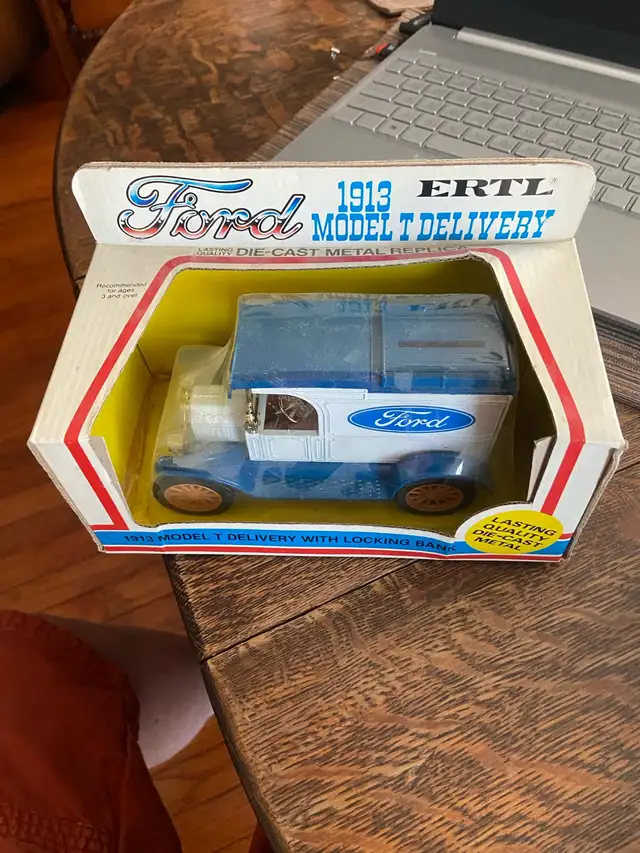 Ford 1913 ERTL®
MODEL T DELIVERY
LASTING QUALITY DIE-CAST METAL REPLICA
Recommended
for ages
3 and over.
Ford
1913 MODEL T DELIVERY WITH LOCKING BANK
LASTING
QUALITY
DIE-CAST
METAL